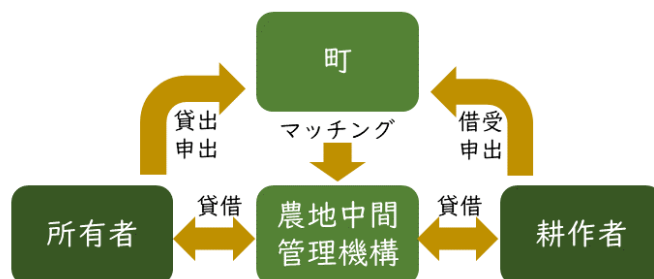 町
貸出
申出
マッチング
借受
申出
所有者
貸借
農地中間
管理機構
貸借
耕作者